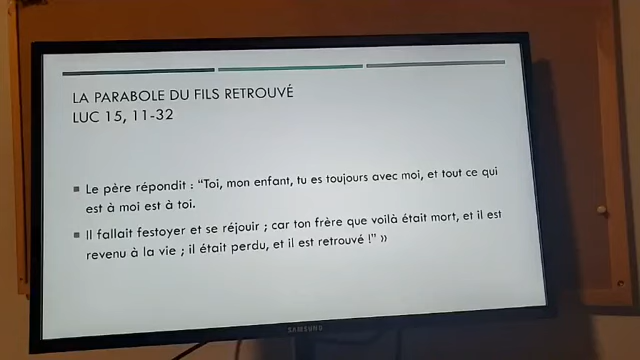 LA PARABOLE DU FILS RETROUVÉ
LUC 15, 11-32
Le père répondit : “Toi, mon enfant, tu es toujours avec moi, et tout ce qui
est à moi est à toi.
Il fallait festoyer et se réjouir ; car ton frère que voilà était mort, et il est
revenu à la vie ; il était perdu, et il est retrouvé !” »
SAMSUNG